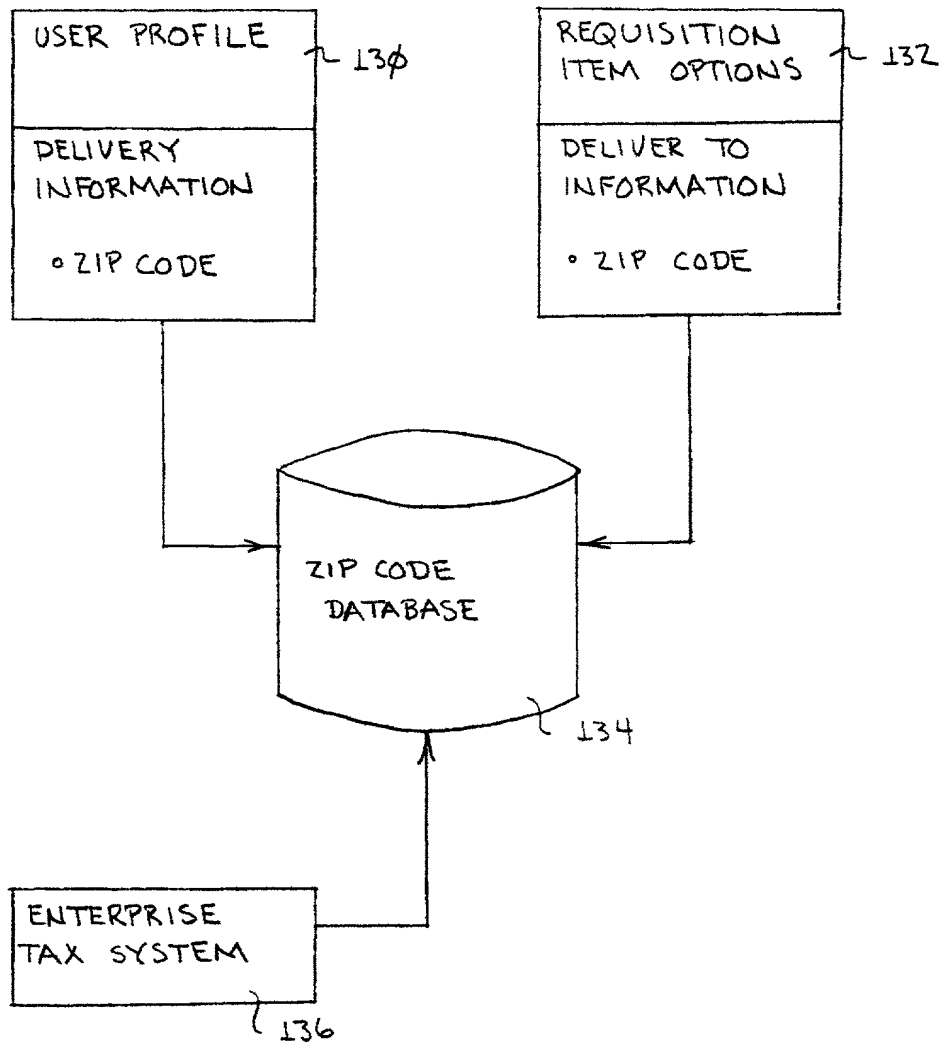 USER PROFILE
130
DELIVERY
INFORMATION
• ZIP CODE
REQUISITION
ITEM OPTIONS
132
DELIVER TO
INFORMATION
• ZIP CODE
ZIP CODE
DATABASE
134
ENTERPRISE
TAX SYSTEM
136